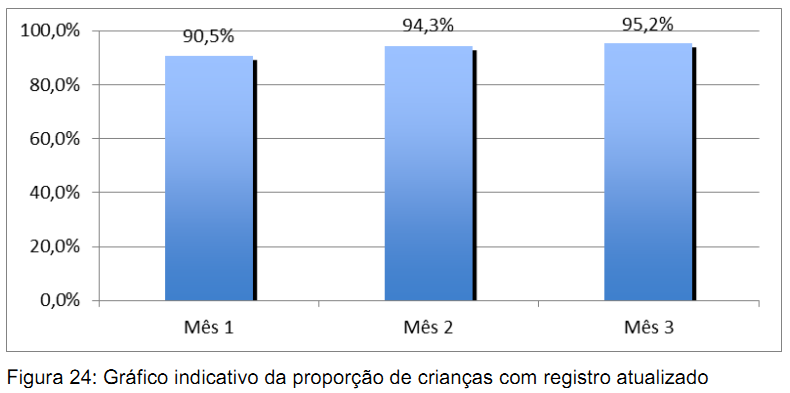 100,0%
90,5%
94,3%
95,2%
80,0%
60,0%
40,0%
20,0%
0,0%
Mês 1
Mês 2
Mês 3
Figura 24: Gráfico indicativo da proporção de crianças com registro atualizado